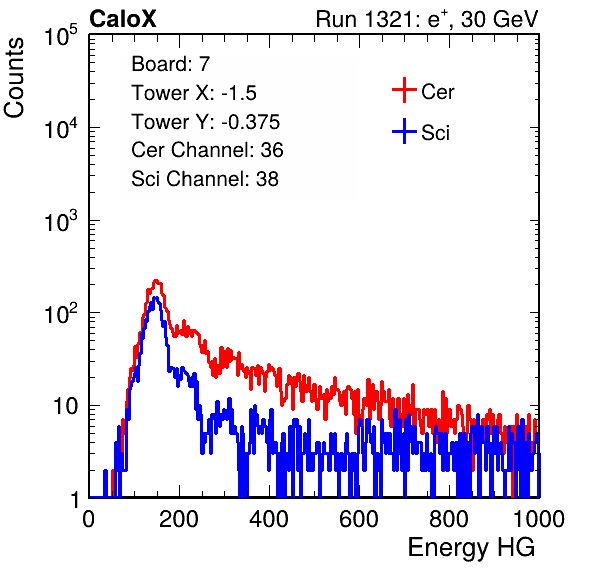 CaloX Run 1321: e⁺, 30 GeV
Counts
10⁵
10⁴
10³
10²
10
1
Board: 7
Tower X: -1.5
Tower Y: -0.375
Cer Channel: 36
Sci Channel: 38
Cer
Sci
0 200 400 600 800 1000
Energy HG